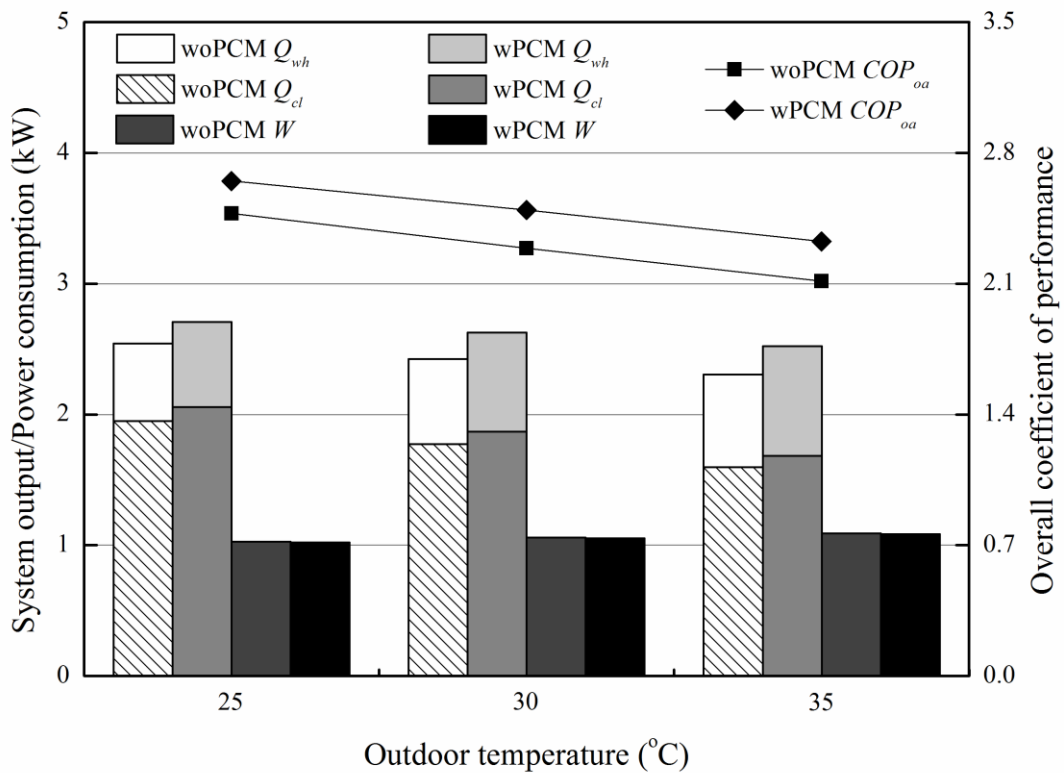 System output/Power consumption (kW)
5
4
3
2
1
0
woPCM Qwh
woPCM Qcl
woPCM W
wPCM Qwh
wPCM Qcl
wPCM W
woPCM COPoa
wPCM COPoa
3.5
2.8
2.1
1.4
0.7
0.0
Overall coefficient of performance
25
30
35
Outdoor temperature (°C)